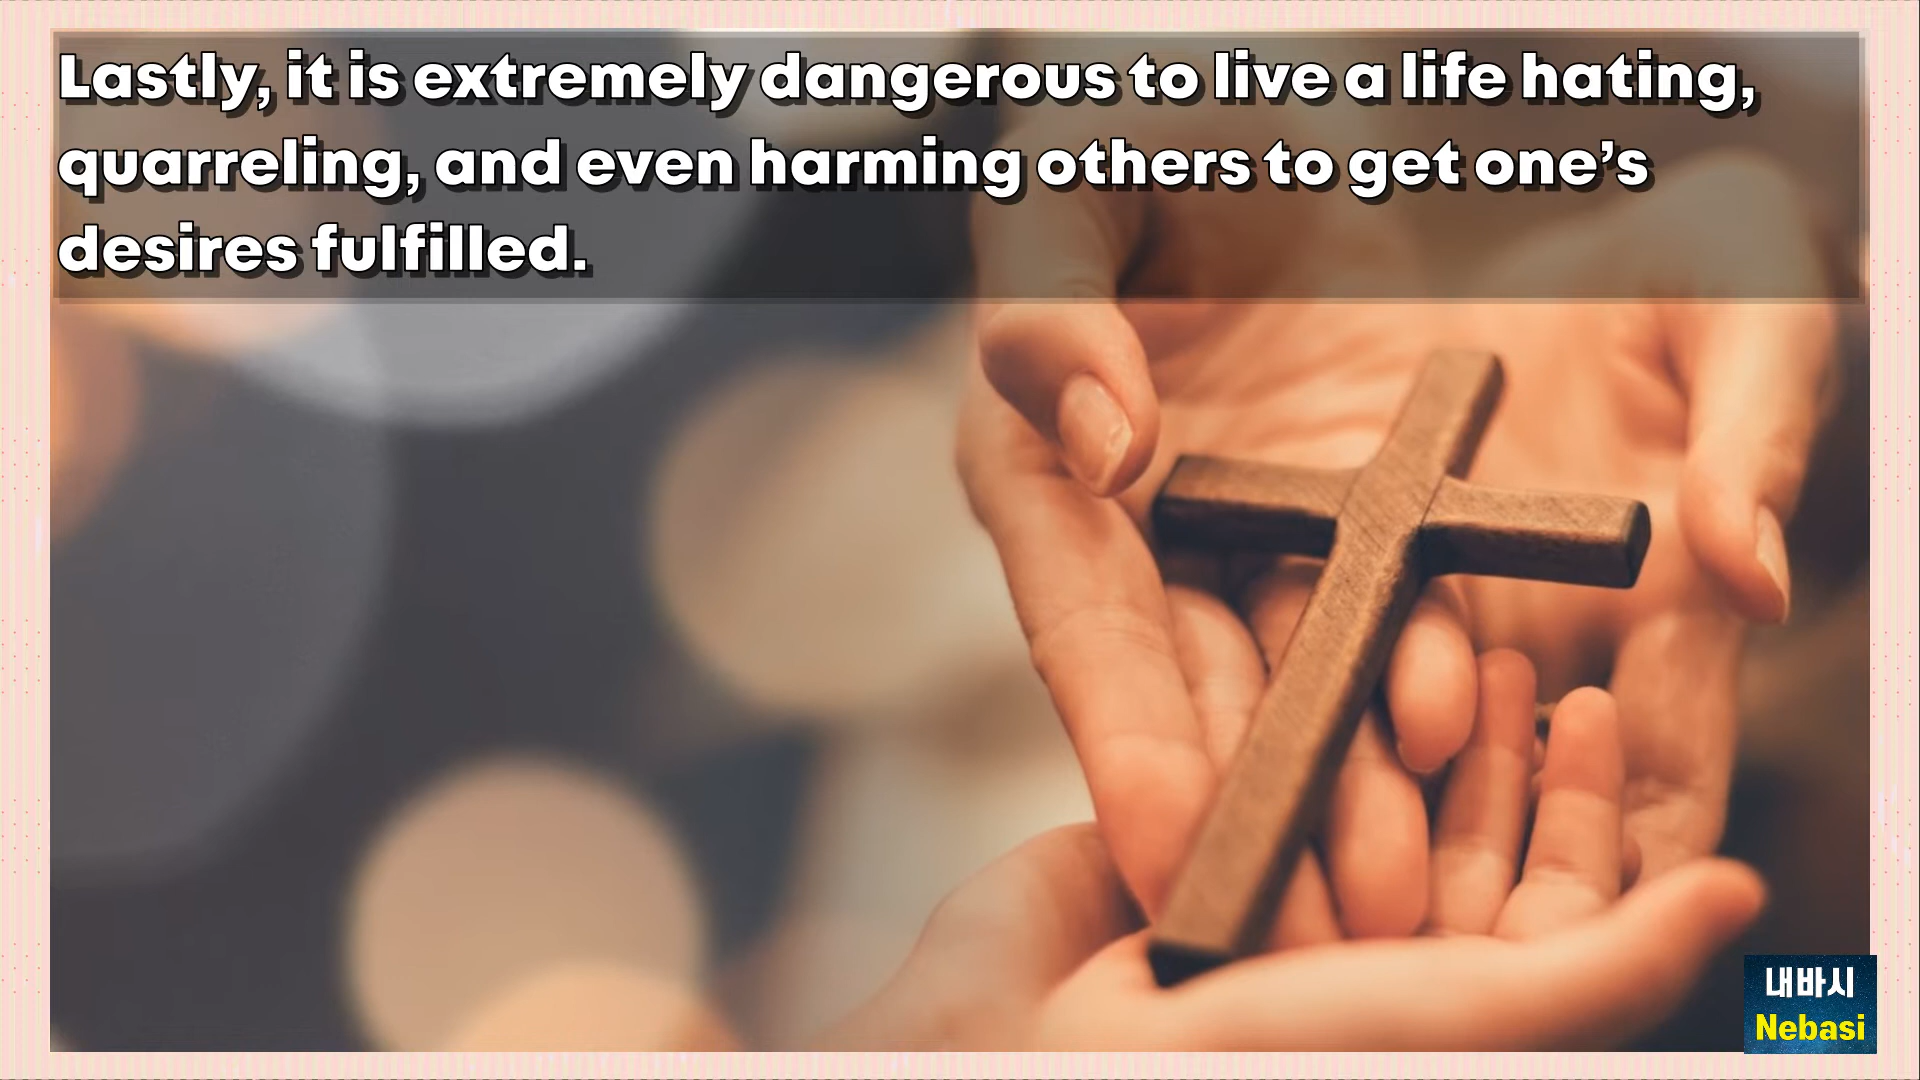 Lastly, it is extremely dangerous to live a life hating,
quarreling, and even harming others to get one's
desires fulfilled.
내바시
Nebasi